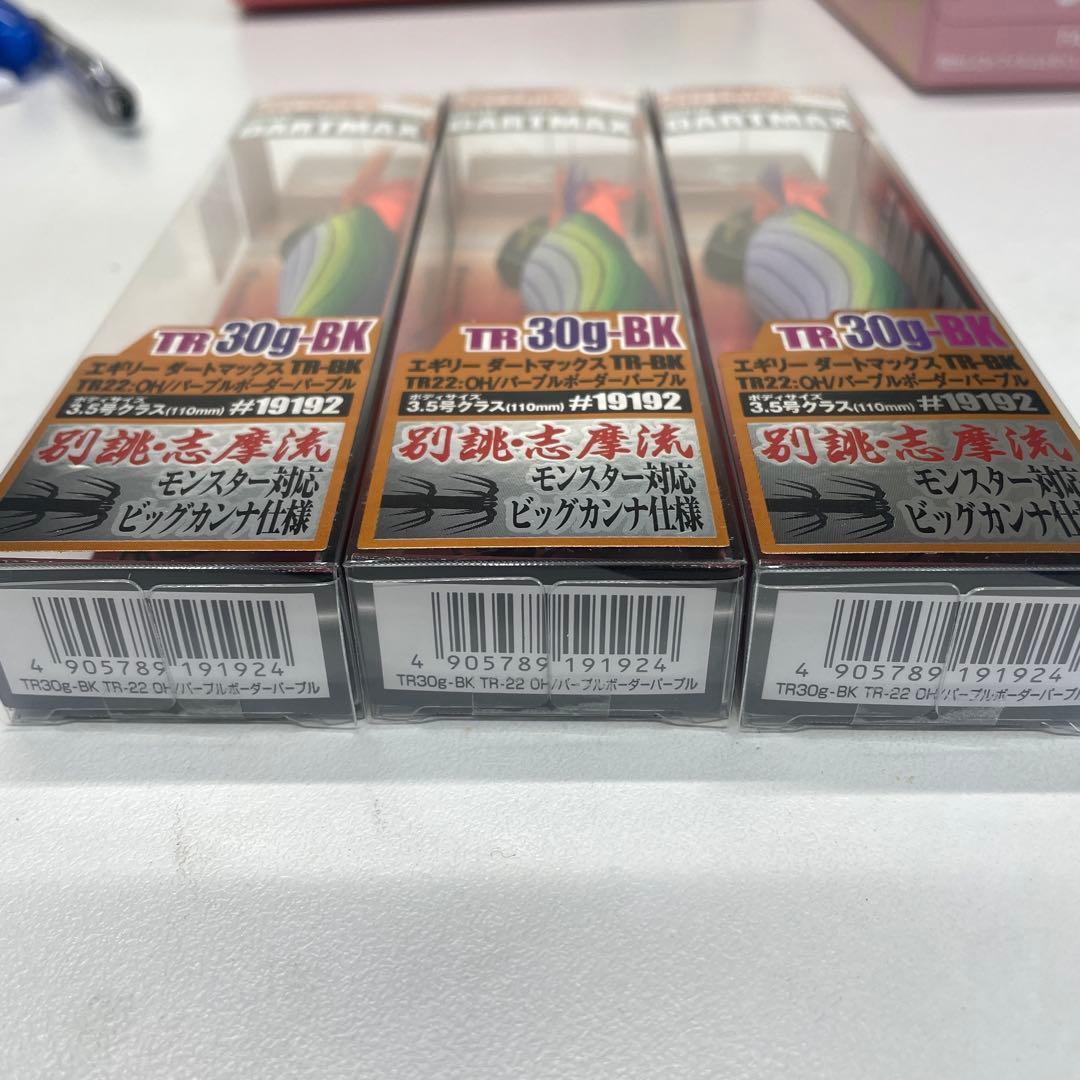 DARTMAX
TR 30g-BK
エギリー ダートマックス TR-BK
TR22:OH/パープルボーダーパープル
ボディサイズ
3.5号クラス(110mm) #19192
別誂・志摩流
モンスター対応
ビッグカンナ仕様
4 905789 191924
TR30g-BK TR-22 OH/パープルボーダーパープル
DARTMAX
TR 30g-BK
エギリー ダートマックス TR-BK
TR22:OH/パープルボーダーパープル
ボディサイズ
3.5号クラス(110mm) #19192
別誂・志摩流
モンスター対応
ビッグカンナ仕様
4 905789 191924
TR30g-BK TR-22 OH/パープルボーダーパープル
DARTMAX
TR 30g-BK
エギリー ダートマックス TR-BK
TR22:OH/パープルボーダーパープル
ボディサイズ
3.5号クラス(110mm) #19192
別誂・志摩流
モンスター対応
ビッグカンナ仕様
4 905789 191924
TR30g-BK TR-22 OH/パープルボーダーパープル